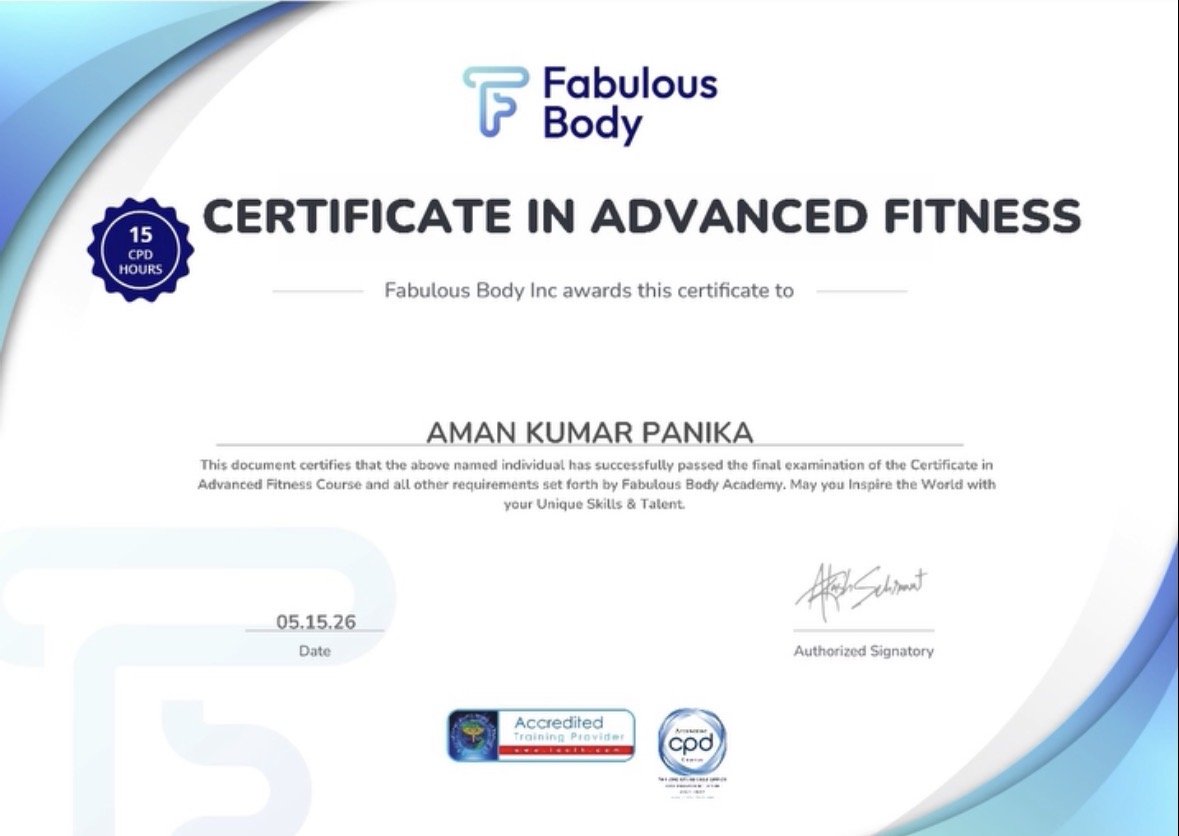 Fabulous
Body
CERTIFICATE IN ADVANCED FITNESS
15
CPD
HOURS
Fabulous Body Inc awards this certificate to
AMAN KUMAR PANIKA
This document certifies that the above named individual has successfully passed the final examination of the Certificate in
Advanced Fitness Course and all other requirements set forth by Fabulous Body Academy. May you Inspire the World with
your Unique Skills & Talent.
05.15.26
Date
Authorized Signatory
Accredited
Training Provider
cpd